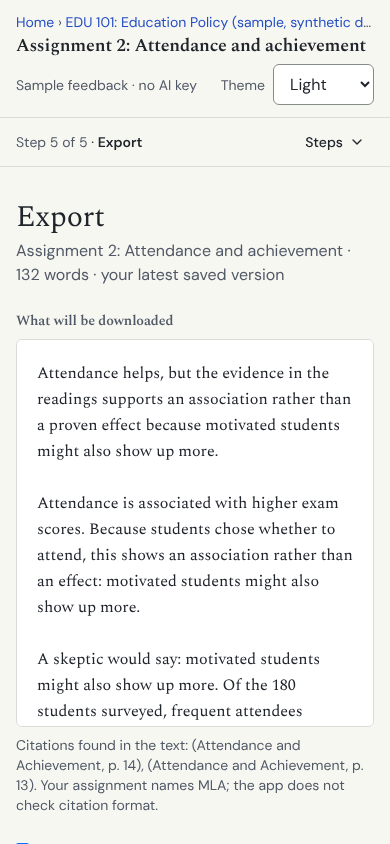 Home › EDU 101: Education Policy (sample, synthetic d...
Assignment 2: Attendance and achievement
Sample feedback · no AI key
Theme
Light
Step 5 of 5 · Export
Steps
Export
Assignment 2: Attendance and achievement ·
132 words · your latest saved version
What will be downloaded
Attendance helps, but the evidence in the
readings supports an association rather than
a proven effect because motivated students
might also show up more.
Attendance is associated with higher exam
scores. Because students chose whether to
attend, this shows an association rather than
an effect: motivated students might also
show up more.
A skeptic would say: motivated students
might also show up more. Of the 180
students surveyed, frequent attendees
Citations found in the text: (Attendance and
Achievement, p. 14), (Attendance and Achievement, p.
13). Your assignment names MLA; the app does not
check citation format.